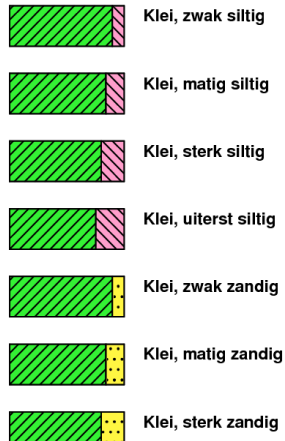 Klei, zwak siltig
Klei, matig siltig
Klei, sterk siltig
Klei, uiterst siltig
Klei, zwak zandig
Klei, matig zandig
Klei, sterk zandig